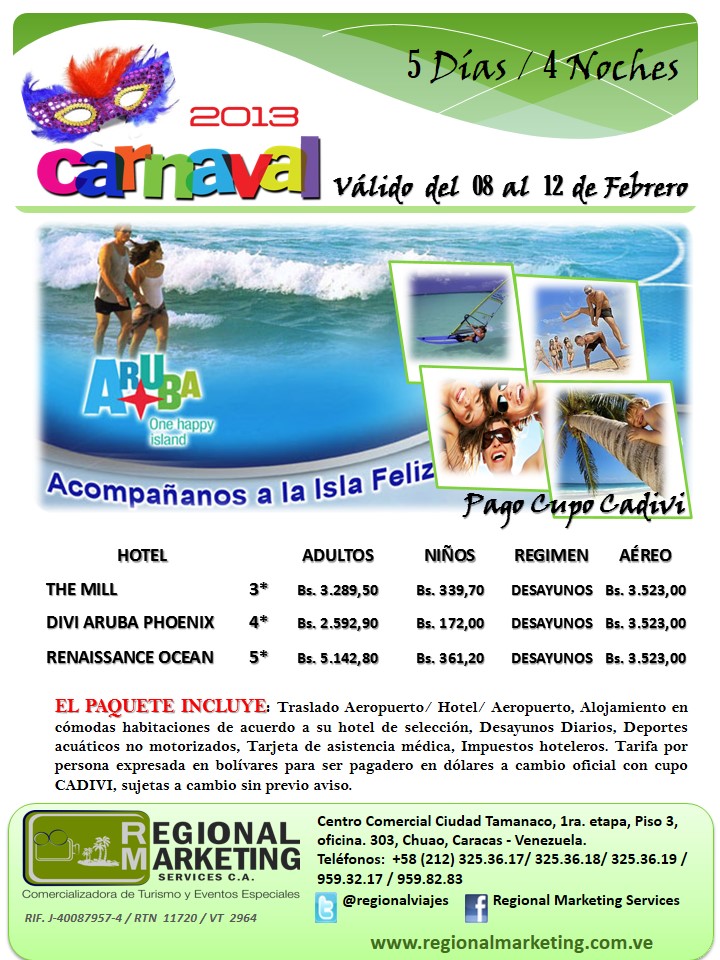 5 Días / 4 Noches
2013
carnaval
Válido del 08 al 12 de Febrero
ARUBA
One happy
island
Acompañanos a la Isla Feliz
Pago Cupo Cadivi
HOTEL ADULTOS NIÑOS REGIMEN AÉREO
THE MILL 3* Bs. 3.289,50 Bs. 339,70 DESAYUNOS Bs. 3.523,00
DIVI ARUBA PHOENIX 4* Bs. 2.592,90 Bs. 172,00 DESAYUNOS Bs. 3.523,00
RENAISSANCE OCEAN 5* Bs. 5.142,80 Bs. 361,20 DESAYUNOS Bs. 3.523,00
EL PAQUETE INCLUYE: Traslado Aeropuerto/ Hotel/ Aeropuerto, Alojamiento en
cómodas habitaciones de acuerdo a su hotel de selección, Desayunos Diarios, Deportes
acuáticos no motorizados, Tarjeta de asistencia médica, Impuestos hoteleros. Tarifa por
persona expresada en bolívares para ser pagadero en dólares a cambio oficial con cupo
CADIVI, sujetas a cambio sin previo aviso.
REGIONAL
MARKETING
SERVICES C.A.
Comercializadora de Turismo y Eventos Especiales
RIF. J-40087957-4 / RTN 11720 / VT 2964
Centro Comercial Ciudad Tamanaco, 1ra. etapa, Piso 3,
oficina. 303, Chuao, Caracas - Venezuela.
Teléfonos: +58 (212) 325.36.17/ 325.36.18/ 325.36.19 /
959.32.17 / 959.82.83
@regionalviajes Regional Marketing Services
www.regionalmarketing.com.ve